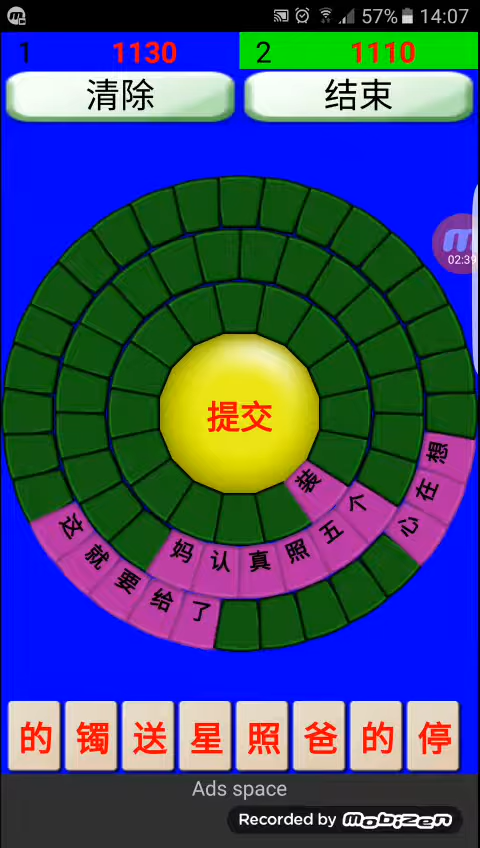 57% 14:07
1 1130 2 1110
清除 结束
02:39
提交
装
妈认真照五个
这就要给了
心在想
的 镯 送 星 照 爸 的 停
Ads space
Recorded by mobizen